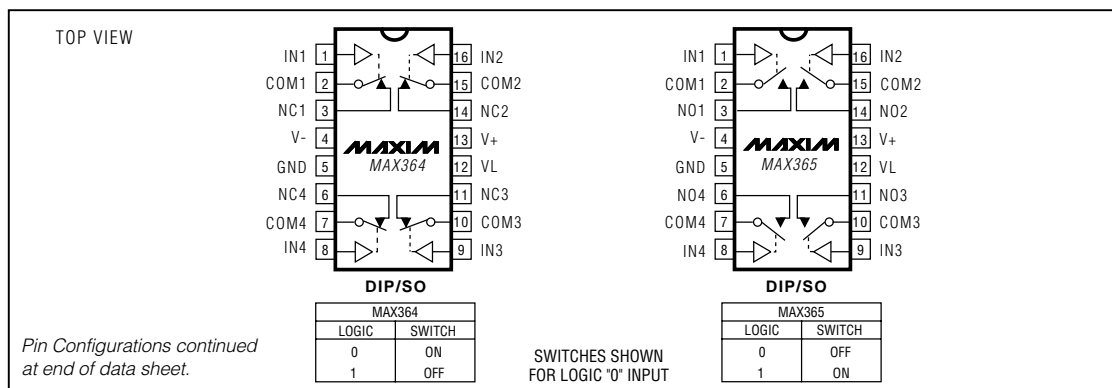 TOP VIEW
IN1 1 16 IN2
COM1 2 15 COM2
NC1 3 14 NC2
V- 4 13 V+
GND 5 12 VL
NC4 6 11 NC3
COM4 7 10 COM3
IN4 8 9 IN3
MAXIM
MAX364
DIP/SO
IN1 1 16 IN2
COM1 2 15 COM2
NO1 3 14 NO2
V- 4 13 V+
GND 5 12 VL
NO4 6 11 NO3
COM4 7 10 COM3
IN4 8 9 IN3
MAXIM
MAX365
DIP/SO
MAX364
LOGIC SWITCH
0 ON
1 OFF
SWITCHES SHOWN
FOR LOGIC "0" INPUT
MAX365
LOGIC SWITCH
0 OFF
1 ON
Pin Configurations continued
at end of data sheet.